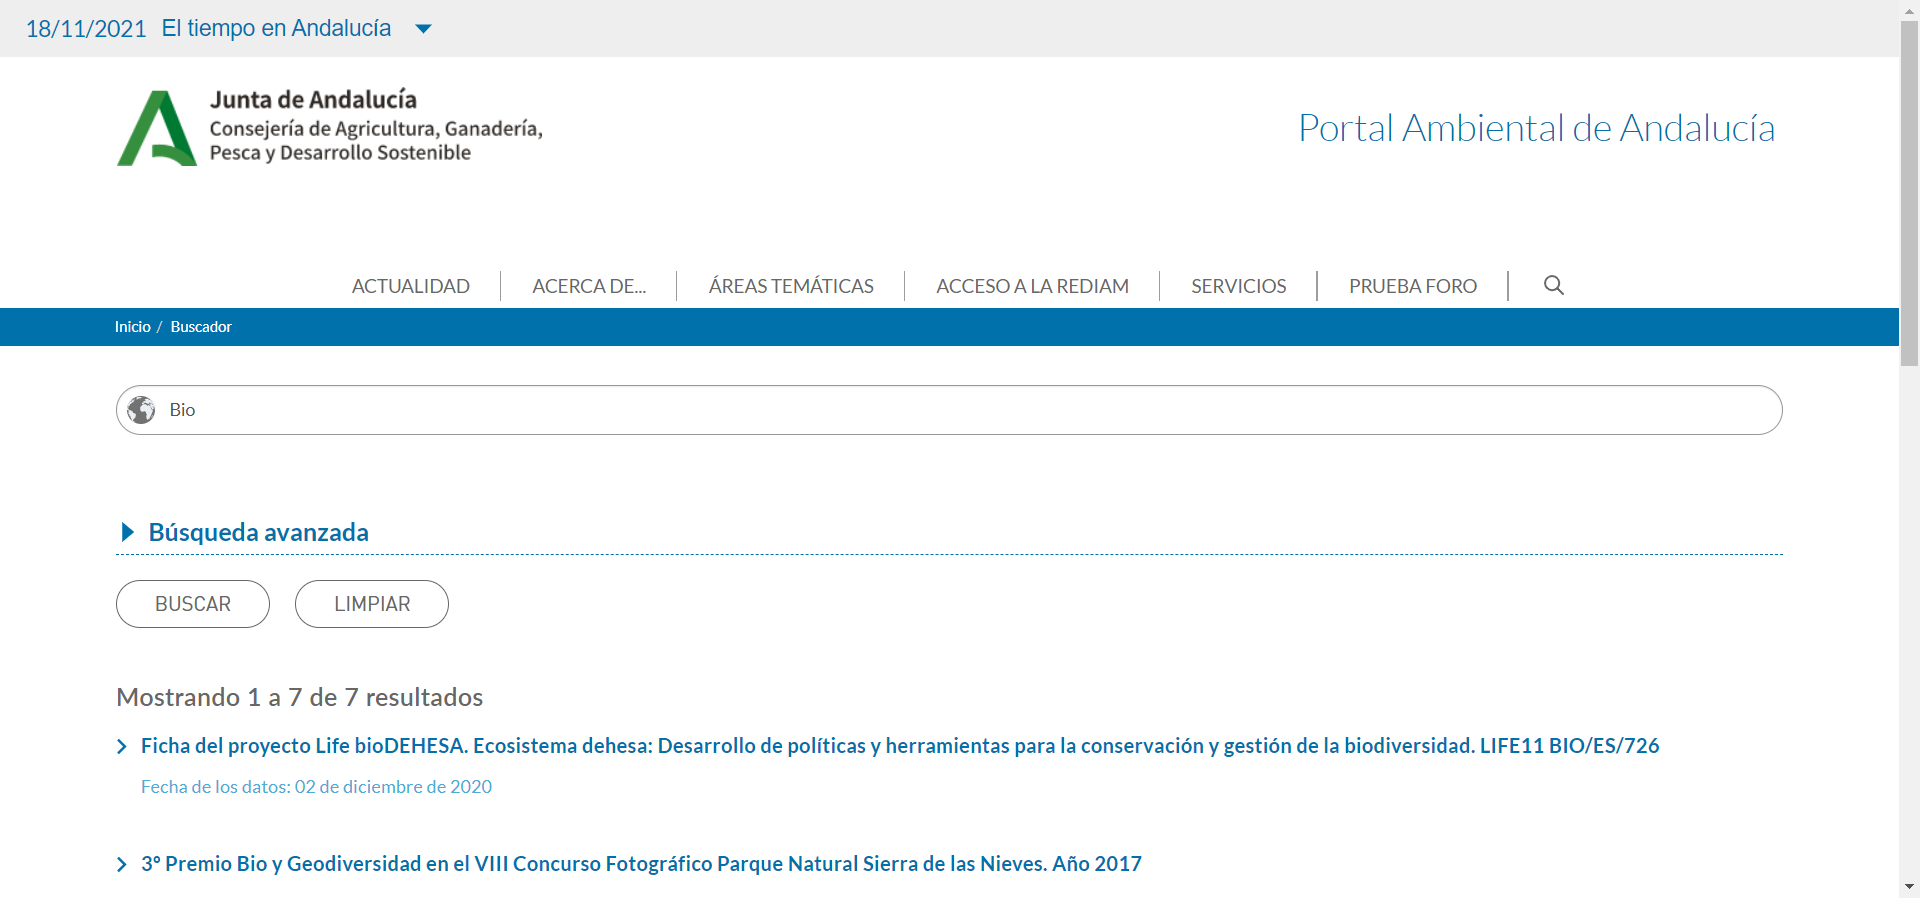 18/11/2021 El tiempo en Andalucía
Junta de Andalucía
Consejería de Agricultura, Ganadería,
Pesca y Desarrollo Sostenible
Portal Ambiental de Andalucía
ACTUALIDAD
ACERCA DE...
ÁREAS TEMÁTICAS
ACCESO A LA REDIAM
SERVICIOS
PRUEBA FORO
Inicio / Buscador
Bio
Búsqueda avanzada
BUSCAR
LIMPIAR
Mostrando 1 a 7 de 7 resultados
Ficha del proyecto Life bioDEHESA. Ecosistema dehesa: Desarrollo de políticas y herramientas para la conservación y gestión de la biodiversidad. LIFE11 BIO/ES/726
Fecha de los datos: 02 de diciembre de 2020
3º Premio Bio y Geodiversidad en el VIII Concurso Fotográfico Parque Natural Sierra de las Nieves. Año 2017